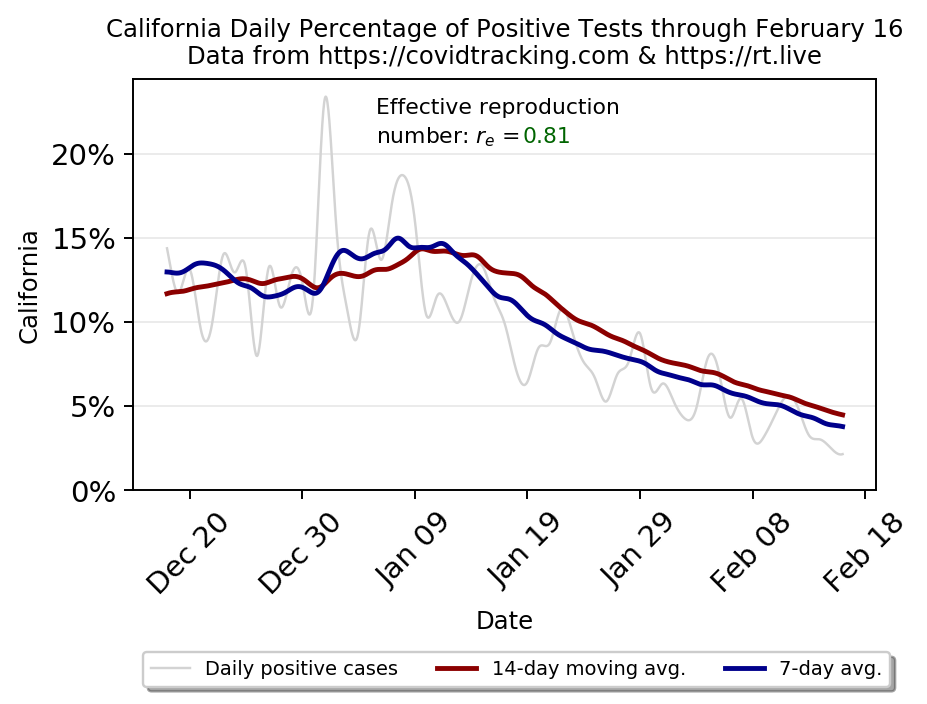 California Daily Percentage of Positive Tests through February 16
Data from https://covidtracking.com & https://rt.live
Effective reproduction
number: rₑ =0.81
20%
15%
10%
5%
0%
California
Dec 20
Dec 30
Jan 09
Jan 19
Jan 29
Feb 08
Feb 18
Date
Daily positive cases
14-day moving avg.
7-day avg.